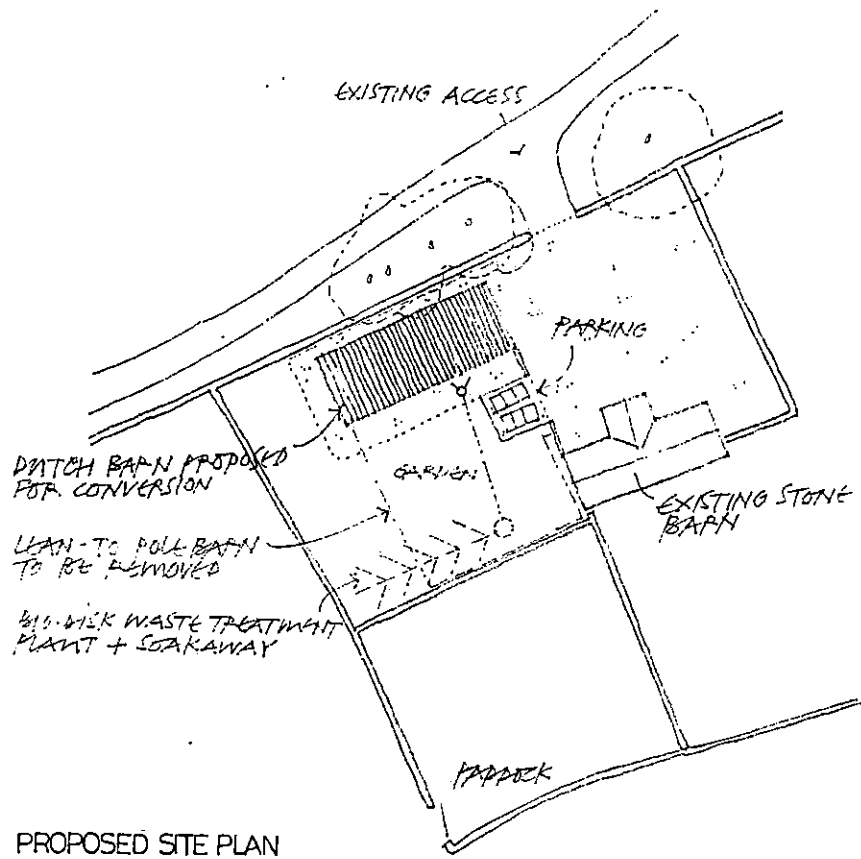 EXISTING ACCESS
PARKING
DUTCH BARN PROPOSED
FOR CONVERSION
GARDEN
EXISTING STONE
BARN
LEAN-TO POLE BARN
TO BE REMOVED
BIO-DISK WASTE TREATMENT
PLANT + SOAKAWAY
PADDOCK
PROPOSED SITE PLAN